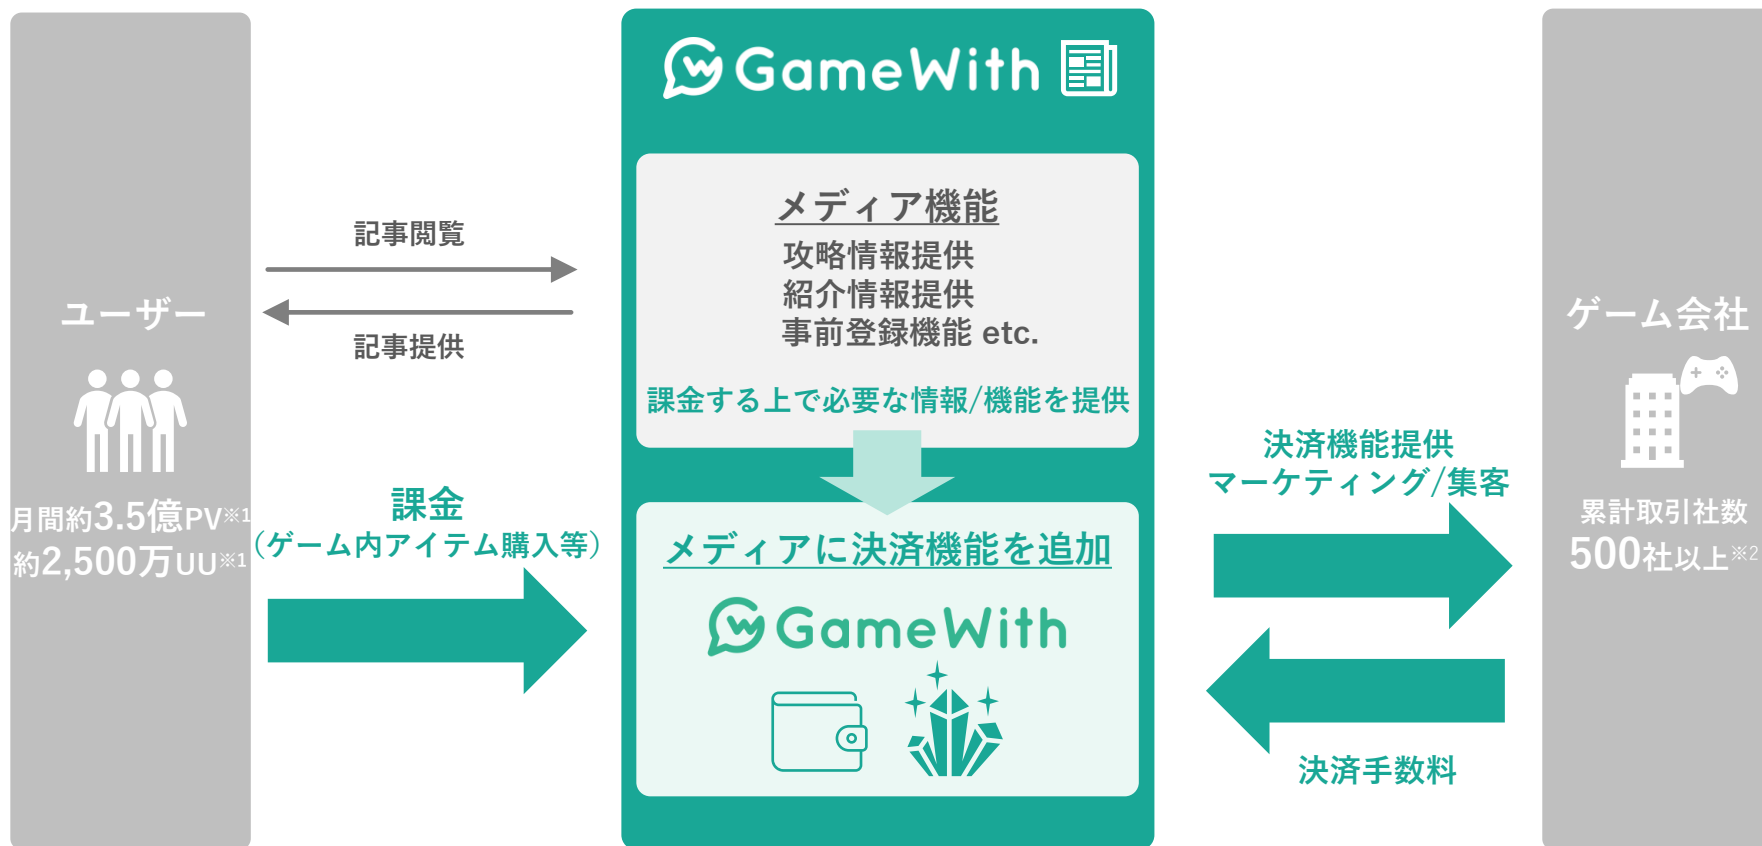 ユーザー
月間約3.5億PV※1
約2,500万UU※1
記事閲覧
記事提供
課金
（ゲーム内アイテム購入等）
GameWith
メディア機能
攻略情報提供
紹介情報提供
事前登録機能 etc.
課金する上で必要な情報/機能を提供
メディアに決済機能を追加
GameWith
決済機能提供
マーケティング/集客
決済手数料
ゲーム会社
累計取引社数
500社以上※2